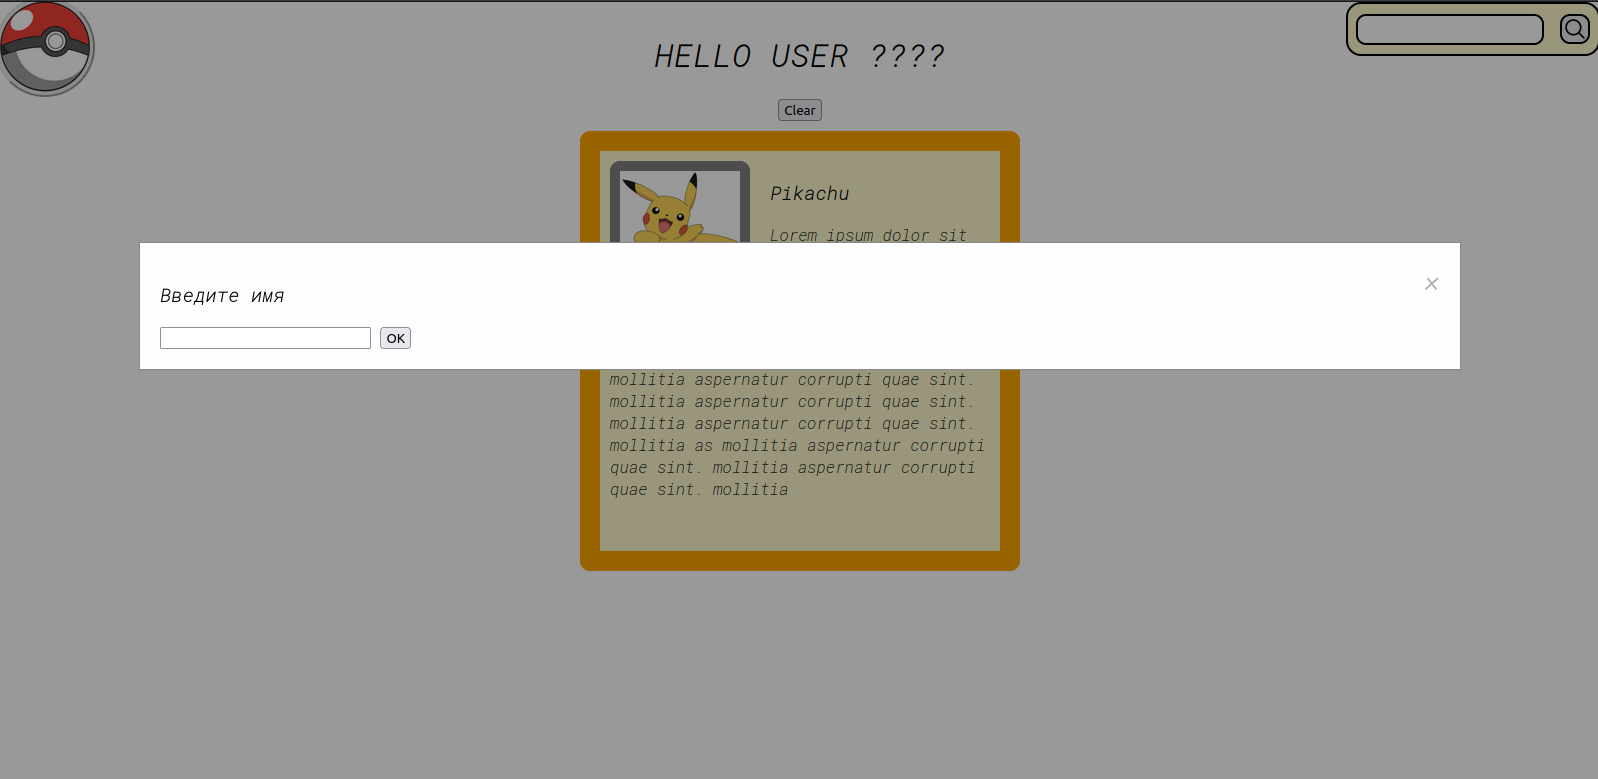 HELLO USER ????
Clear
Pikachu
Lorem ipsum dolor sit
Введите имя
×
OK
mollitia aspernatur corrupti quae sint.
mollitia aspernatur corrupti quae sint.
mollitia aspernatur corrupti quae sint.
mollitia as mollitia aspernatur corrupti
quae sint. mollitia aspernatur corrupti
quae sint. mollitia